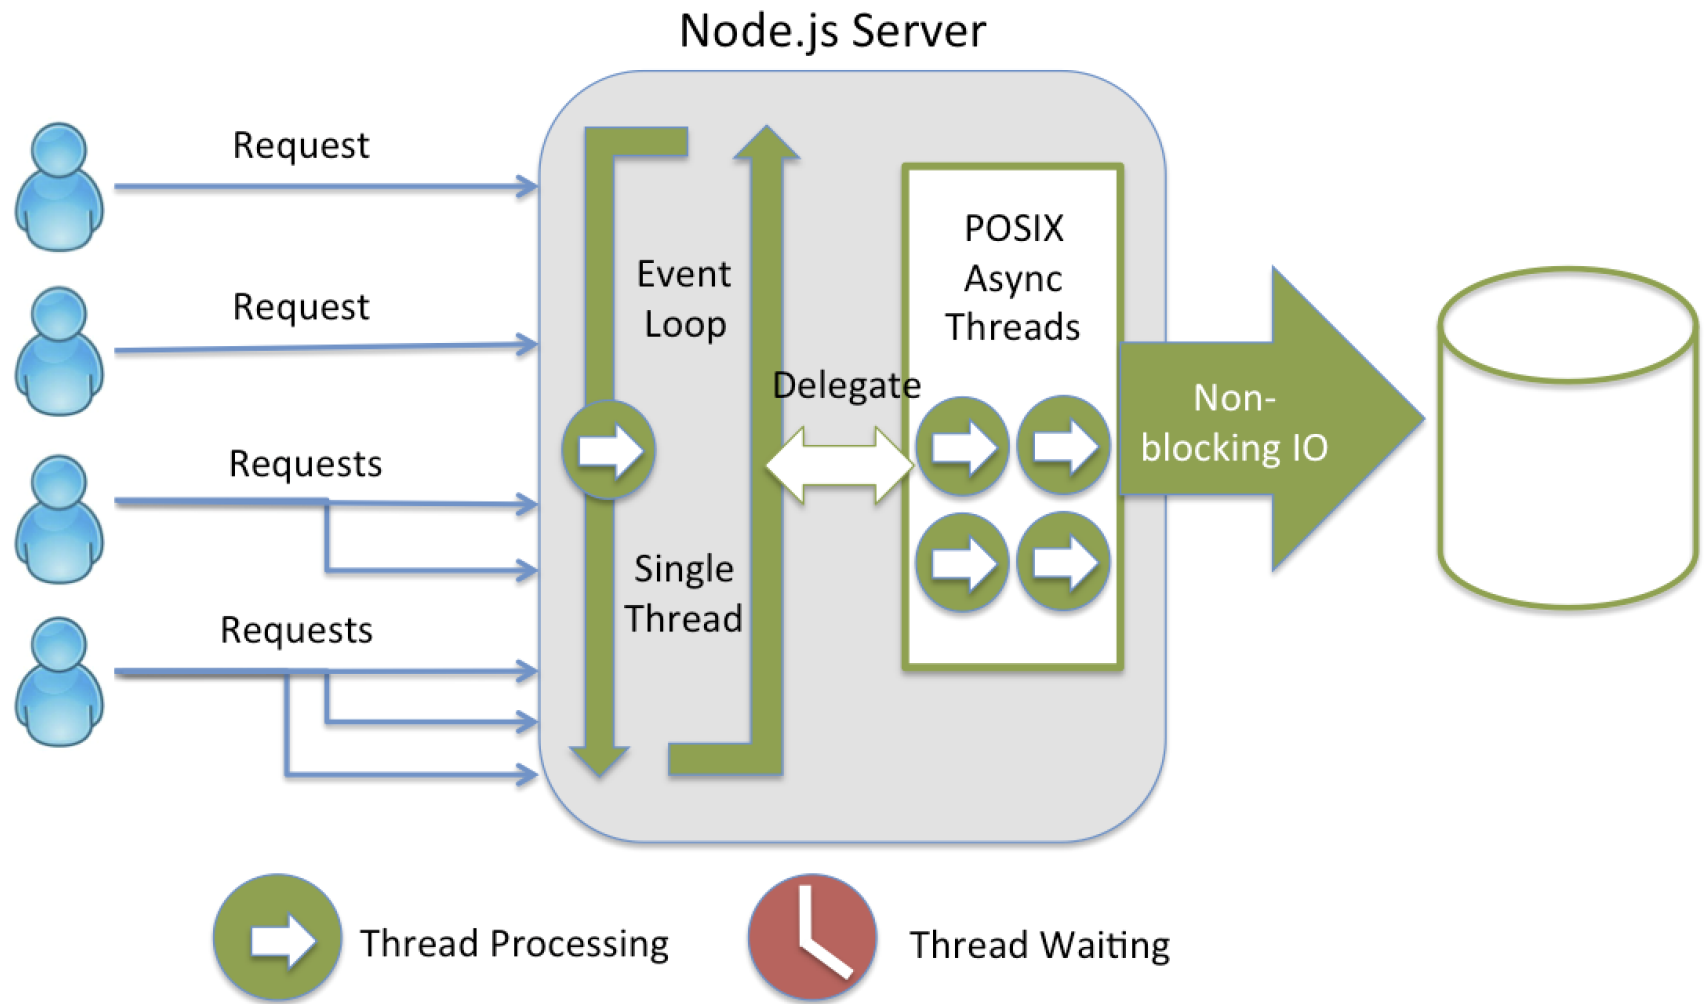 Node.js Server
Request
Request
Requests
Requests
Event
Loop
Single
Thread
Delegate
POSIX
Async
Threads
Non-
blocking IO
Thread Processing
Thread Waiting